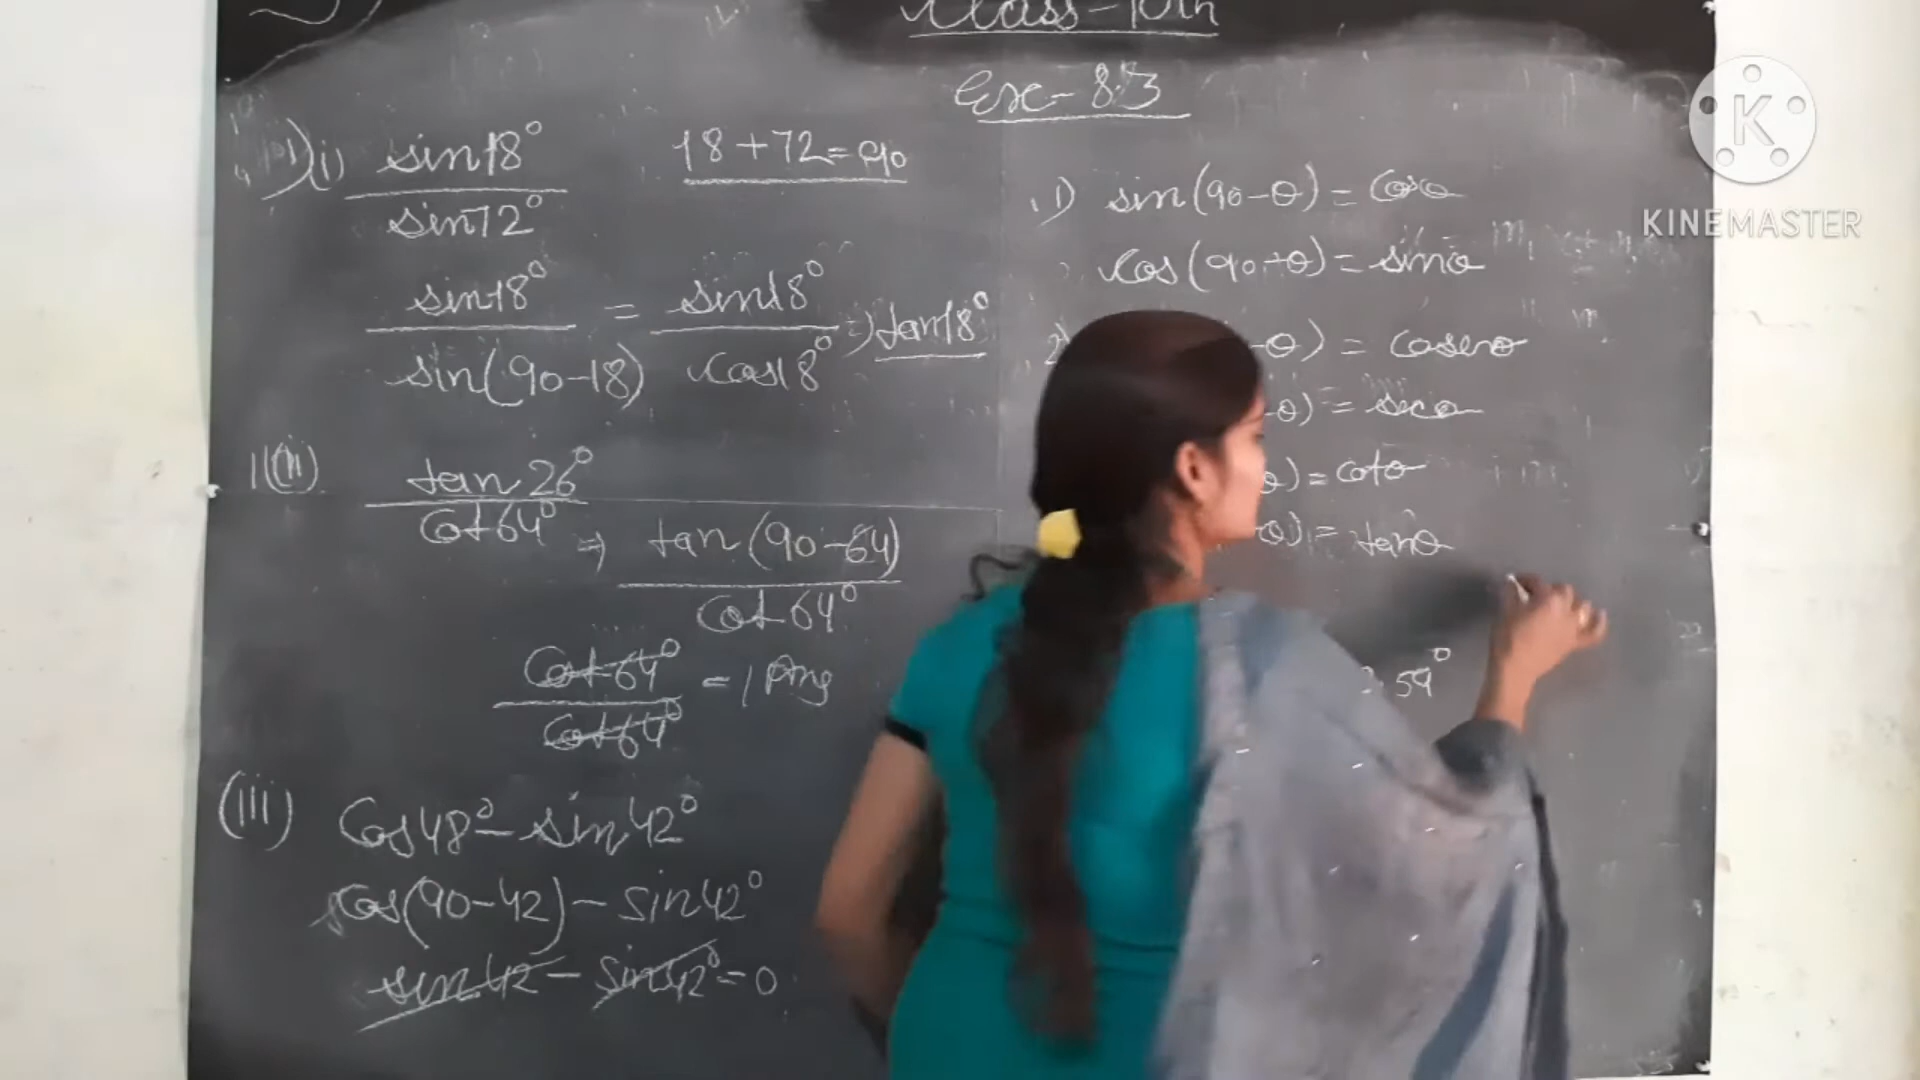 Class-10th
Exe-8.3
1) (i) sin18°/sin72°
18+72=90
sin18°/sin(90-18) = sin18°/cos18° => tan18°
1(ii) tan26°/cot64° => tan(90-64)/cot64°
Cot64°/Cot64° = 1 Ans
(iii) Cos48°-sin42°
Cos(90-42)-sin42°
sin42-sin42°=0
1) sin(90-θ)=Cosθ
Cos(90-θ)=sinθ
2) -θ)=Cosecθ
-θ)=secθ
θ)=cotθ
-θ)=tanθ
59°
K
KINEMASTER